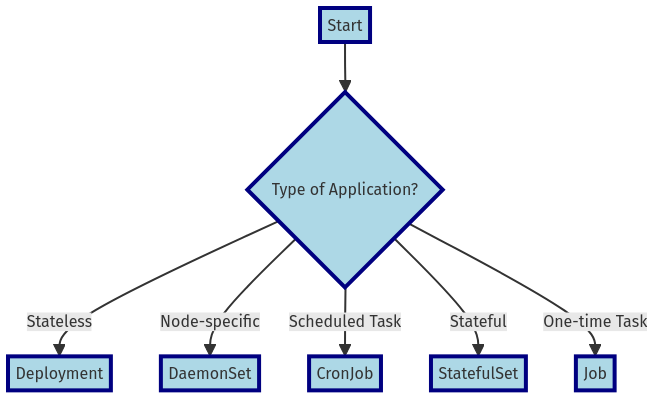 Start
Type of Application?
Stateless
Node-specific
Scheduled Task
Stateful
One-time Task
Deployment
DaemonSet
CronJob
StatefulSet
Job